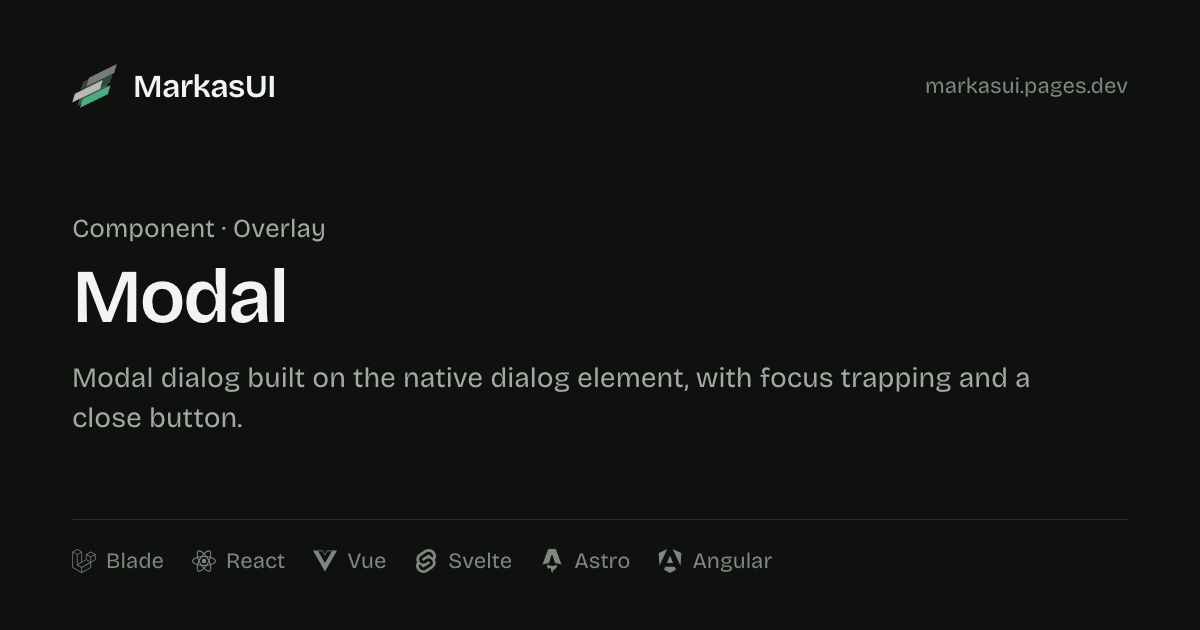 MarkasUI
markasui.pages.dev
Component · Overlay
Modal
Modal dialog built on the native dialog element, with focus trapping and a
close button.
Blade React Vue Svelte Astro Angular